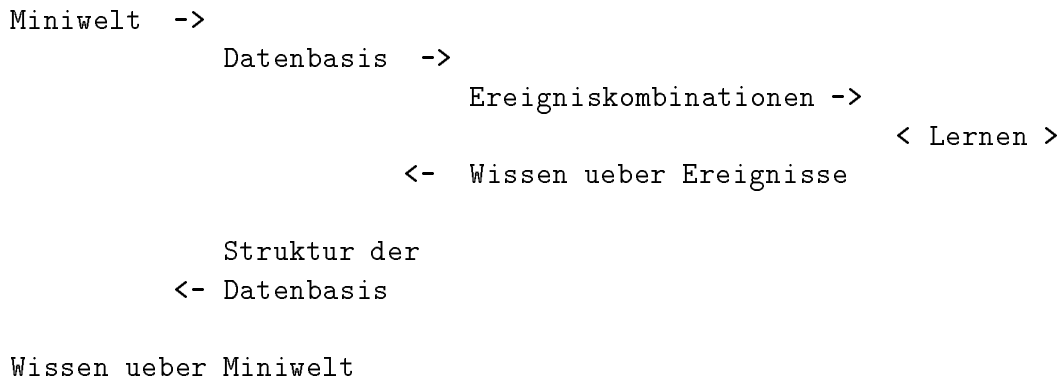 Miniwelt ->
Datenbasis ->
Ereigniskombinationen ->
< Lernen >
<- Wissen ueber Ereignisse
Struktur der
<- Datenbasis
Wissen ueber Miniwelt